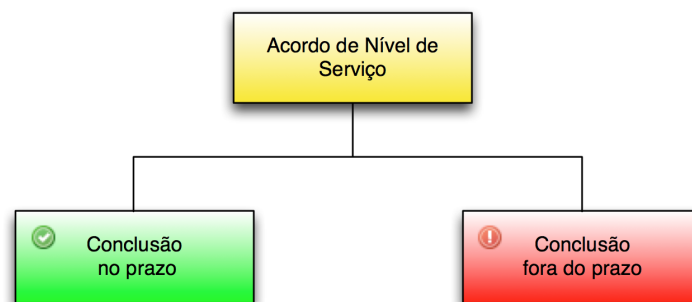 Acordo de Nível de
Serviço
Conclusão
no prazo
Conclusão
fora do prazo